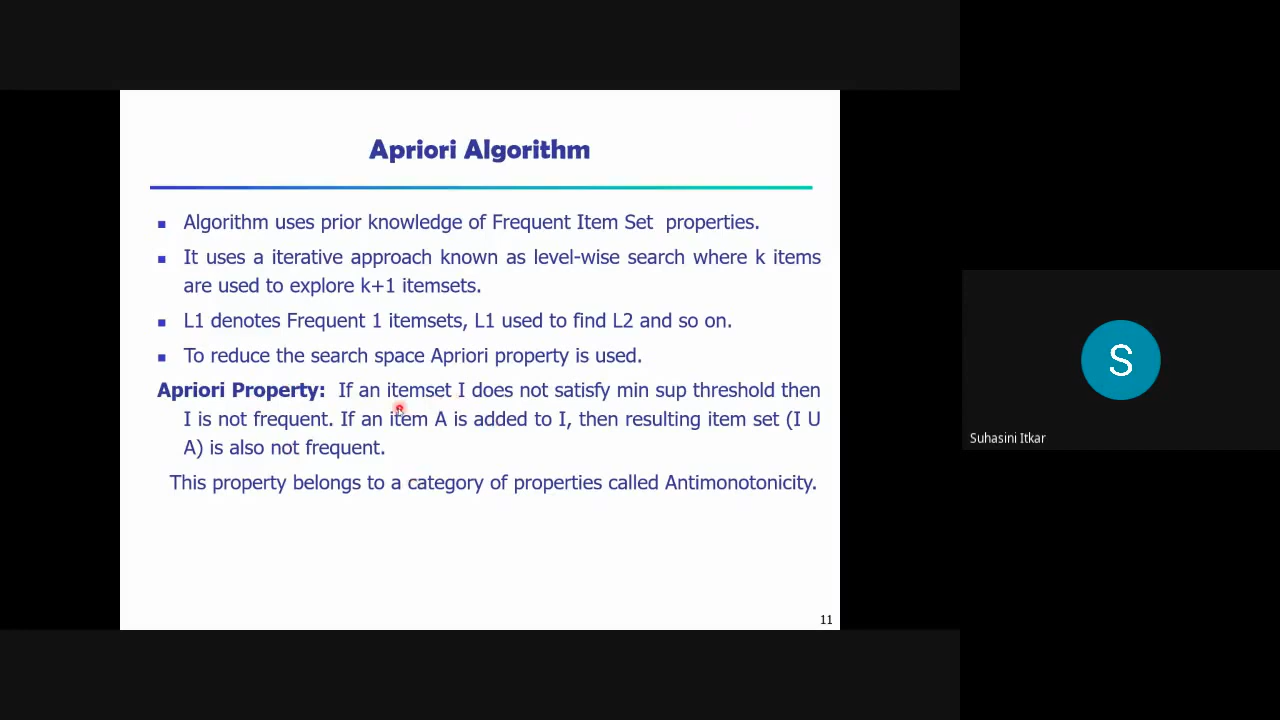 Apriori Algorithm
Algorithm uses prior knowledge of Frequent Item Set properties.
It uses a iterative approach known as level-wise search where k items
are used to explore k+1 itemsets.
L1 denotes Frequent 1 itemsets, L1 used to find L2 and so on.
To reduce the search space Apriori property is used.
Apriori Property: If an itemset I does not satisfy min sup threshold then
I is not frequent. If an item A is added to I, then resulting item set (I U
A) is also not frequent.
This property belongs to a category of properties called Antimonotonicity.
11
S
Suhasini Itkar